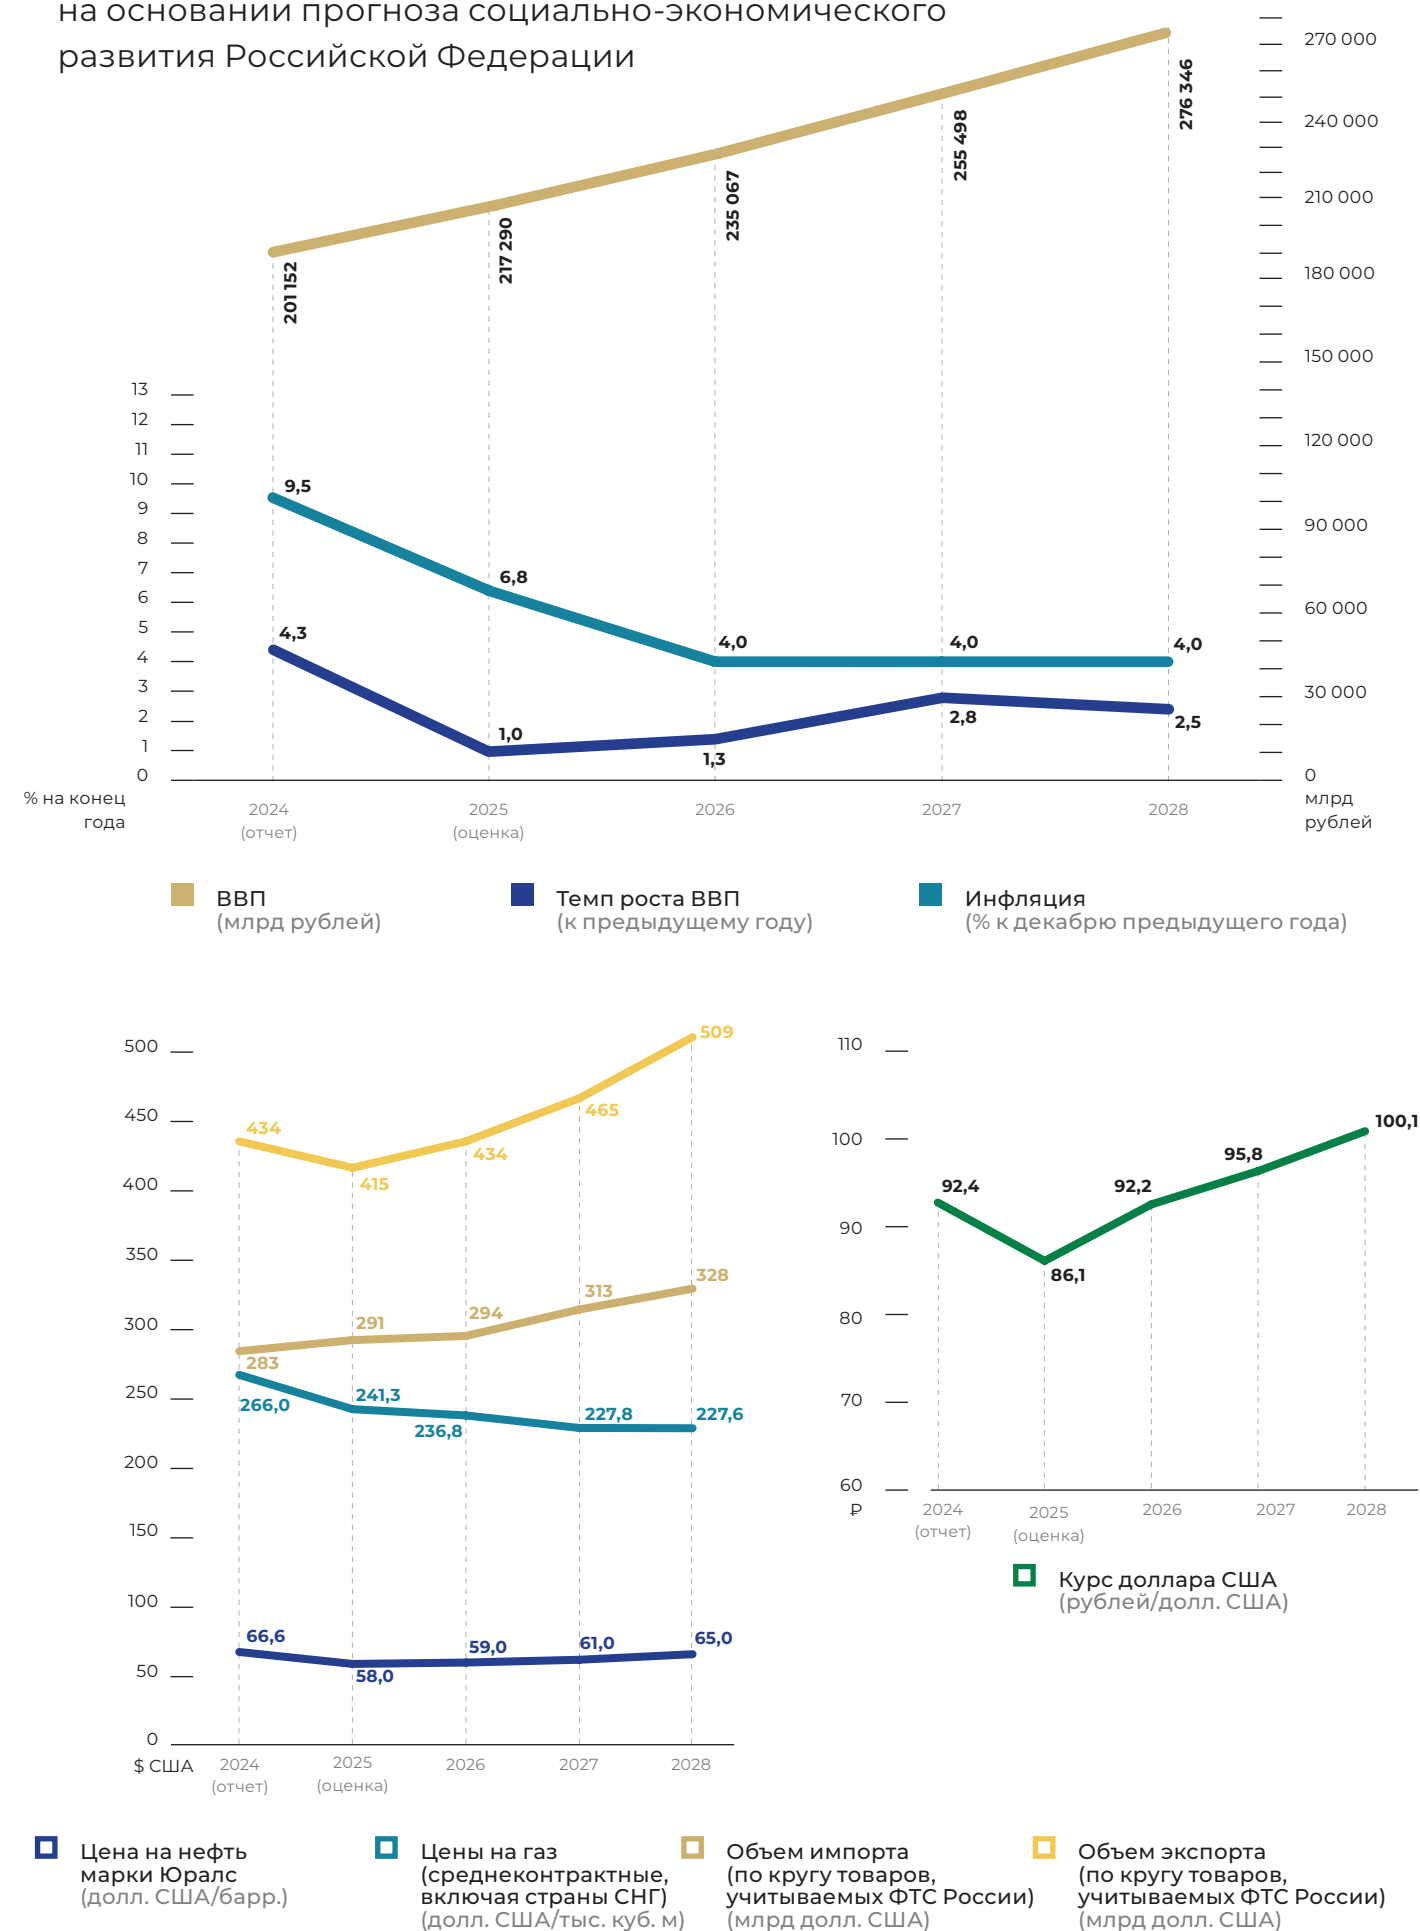 на основании прогноза социально-экономического
развития Российской Федерации
270 000
240 000
210 000
180 000
150 000
120 000
90 000
60 000
30 000
0
млрд
рублей
276 346
255 498
235 067
217 290
201 152
13
12
11
10
9
8
7
6
5
4
3
2
1
0
% на конец
года
9,5
6,8
4,0
4,0
4,0
4,3
1,0
1,3
2,8
2,5
2024
(отчет)
2025
(оценка)
2026
2027
2028
ВВП
(млрд рублей)
Темп роста ВВП
(к предыдущему году)
Инфляция
(% к декабрю предыдущего года)
500
450
400
350
300
250
200
150
100
50
0
$ США
434
415
434
465
509
283
291
294
313
328
266,0
241,3
236,8
227,8
227,6
66,6
58,0
59,0
61,0
65,0
2024
(отчет)
2025
(оценка)
2026
2027
2028
110
100
90
80
70
60
₽
92,4
86,1
92,2
95,8
100,1
2024
(отчет)
2025
(оценка)
2026
2027
2028
Курс доллара США
(рублей/долл. США)
Цена на нефть
марки Юралс
(долл. США/барр.)
Цены на газ
(среднеконтрактные,
включая страны СНГ)
(долл. США/тыс. куб. м)
Объем импорта
(по кругу товаров,
учитываемых ФТС России)
(млрд долл. США)
Объем экспорта
(по кругу товаров,
учитываемых ФТС России)
(млрд долл. США)